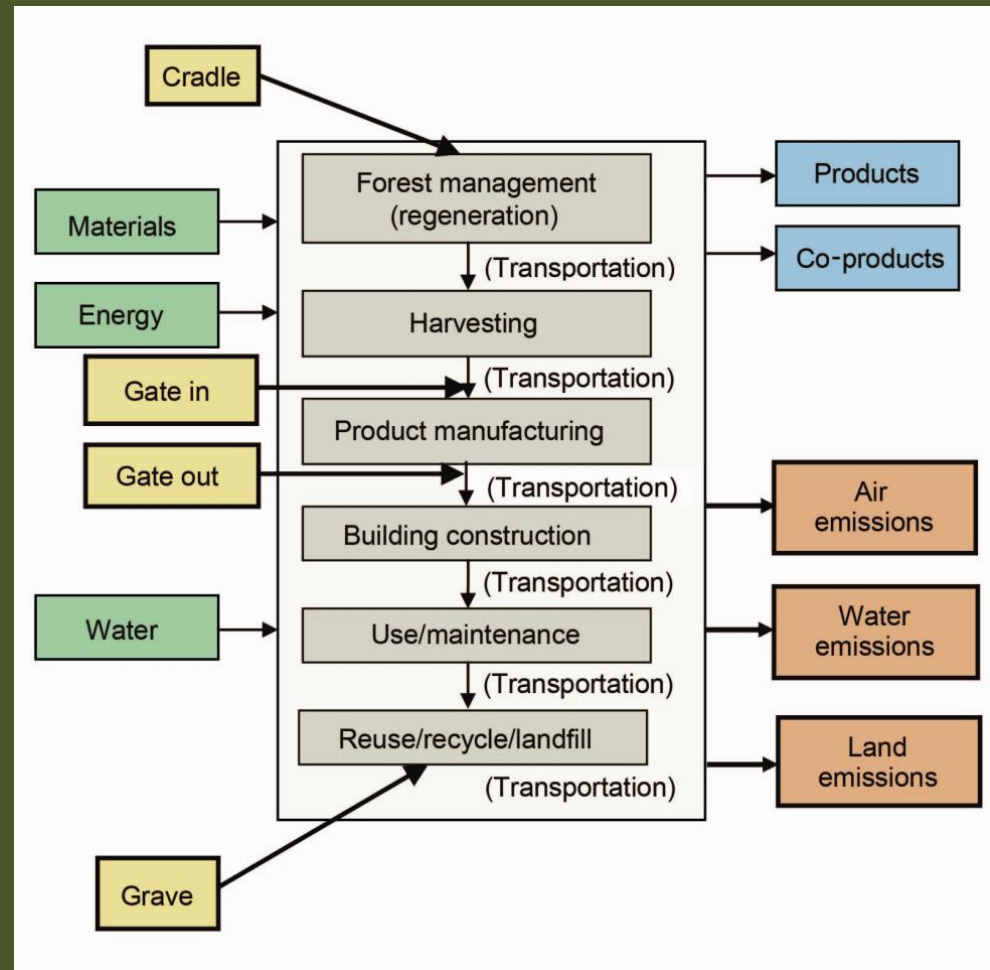 Cradle
Forest management
(regeneration)
Products
Materials
Co-products
(Transportation)
Energy
Harvesting
Gate in
(Transportation)
Product manufacturing
Gate out
(Transportation)
Air
emissions
Building construction
(Transportation)
Water
Use/maintenance
Water
emissions
(Transportation)
Reuse/recycle/landfill
Land
emissions
(Transportation)
Grave